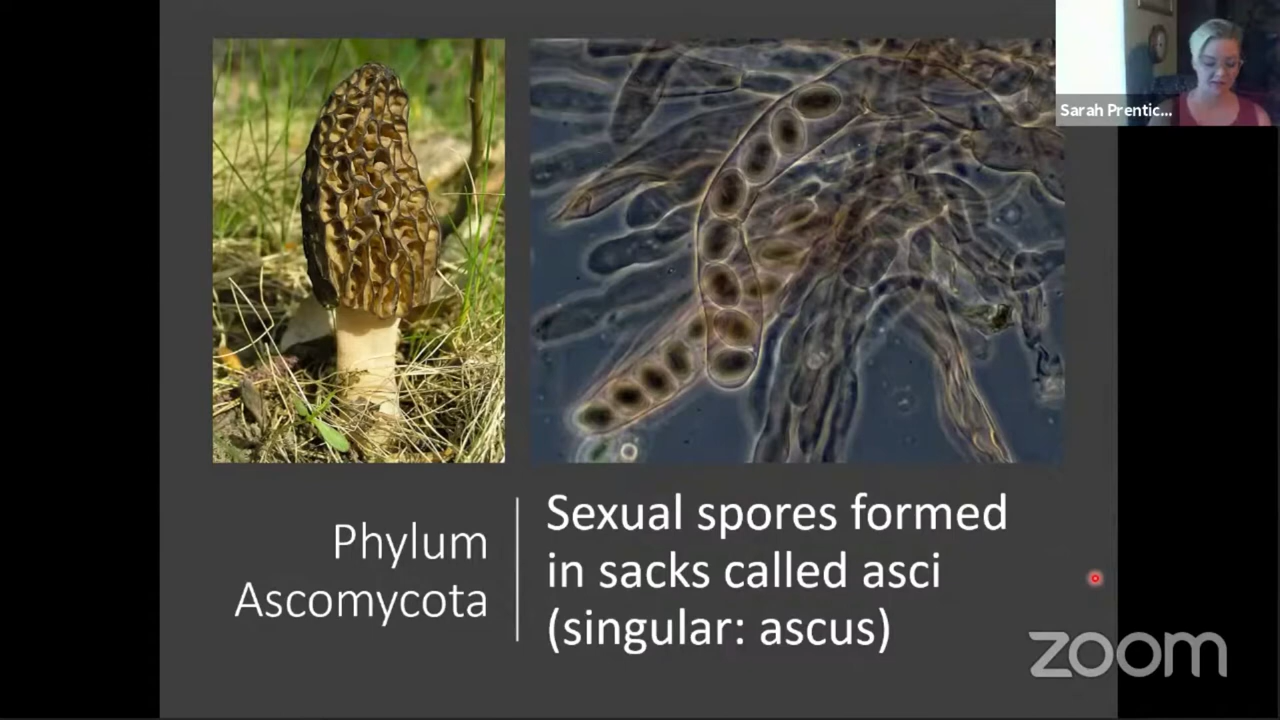 Sarah Prentic...
Phylum
Ascomycota
Sexual spores formed
in sacks called asci
(singular: ascus)
zoom